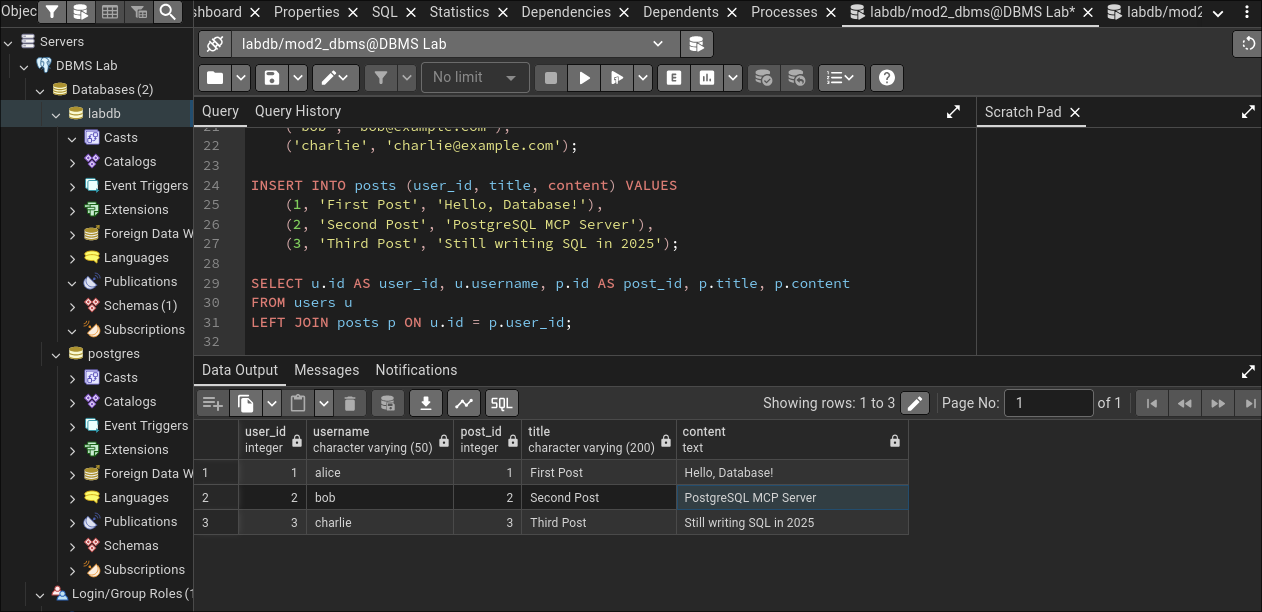 Objec
shboard
Properties
SQL
Statistics
Dependencies
Dependents
Processes
labdb/mod2_dbms@DBMS Lab*
labdb/mod2
Servers
DBMS Lab
Databases (2)
labdb
Casts
Catalogs
Event Triggers
Extensions
Foreign Data W
Languages
Publications
Schemas (1)
Subscriptions
postgres
Casts
Catalogs
Event Triggers
Extensions
Foreign Data W
Languages
Publications
Schemas
Subscriptions
Login/Group Roles (1
labdb/mod2_dbms@DBMS Lab
No limit
E
Query Query History
Scratch Pad
21 ('bob', 'bob@example.com'),
22 ('charlie', 'charlie@example.com');
23
24 INSERT INTO posts (user_id, title, content) VALUES
25 (1, 'First Post', 'Hello, Database!'),
26 (2, 'Second Post', 'PostgreSQL MCP Server'),
27 (3, 'Third Post', 'Still writing SQL in 2025');
28
29 SELECT u.id AS user_id, u.username, p.id AS post_id, p.title, p.content
30 FROM users u
31 LEFT JOIN posts p ON u.id = p.user_id;
32
Data Output Messages Notifications
SQL
Showing rows: 1 to 3
Page No: 1 of 1
user_id username post_id title content
integer character varying (50) integer character varying (200) text
1 1 alice 1 First Post Hello, Database!
2 2 bob 2 Second Post PostgreSQL MCP Server
3 3 charlie 3 Third Post Still writing SQL in 2025